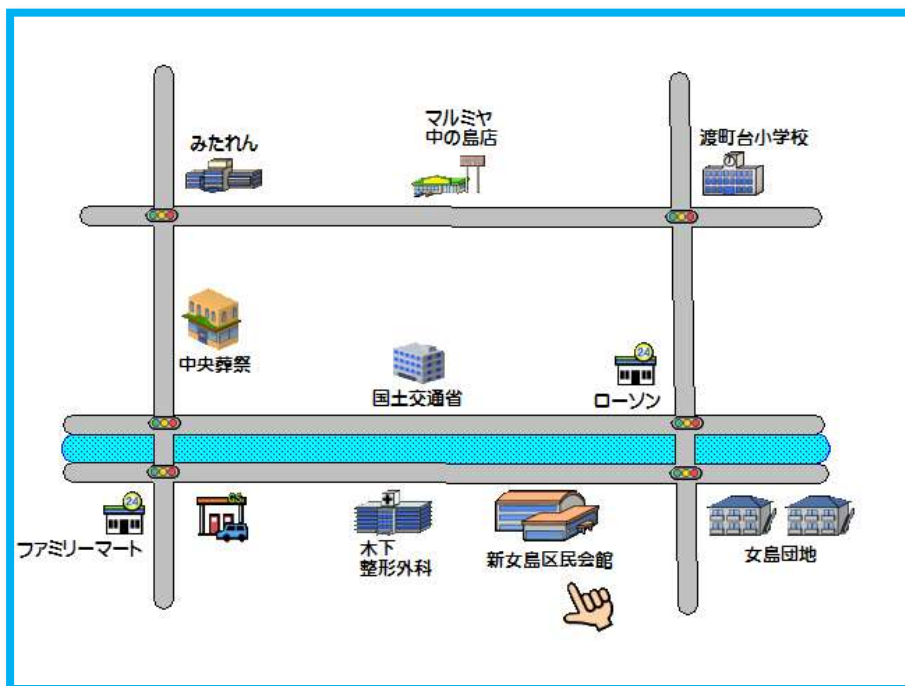 みたれん
マルミヤ
中の島店
渡町台小学校
中央葬祭
国土交通省
24
ローソン
24
ファミリーマート
木下
整形外科
新女島区民会館
女島団地